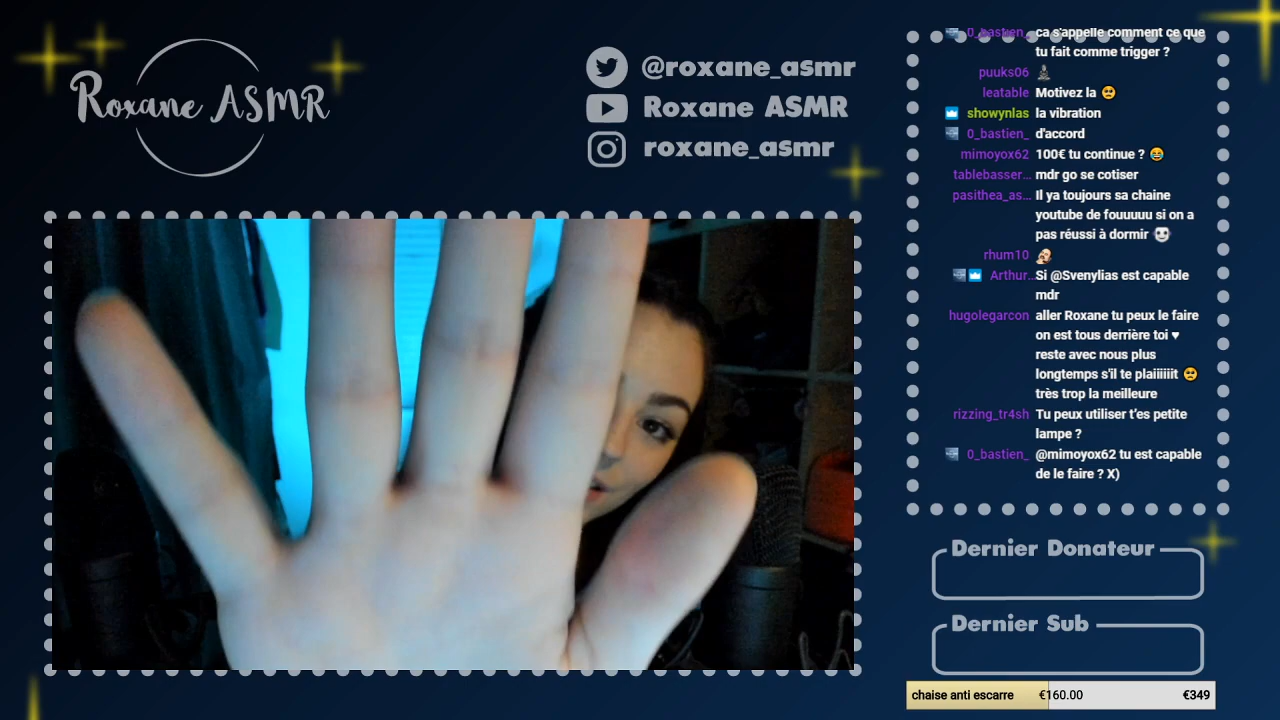 Roxane ASMR
@roxane_asmr
Roxane ASMR
roxane_asmr
0_bastien_ ca s'appelle comment ce que
tu fait comme trigger ?
puuks06
leatable Motivez la 🥺
showynlas la vibration
0_bastien_ d'accord
mimoyox62 100€ tu continue ? 😂
tablebasser... mdr go se cotiser
pasithea_as... Il ya toujours sa chaine
youtube de fouuuuu si on a
pas réussi à dormir
rhum10
Arthur... Si @Svenylias est capable
mdr
hugolegarcon aller Roxane tu peux le faire
on est tous derrière toi ♥
reste avec nous plus
longtemps s'il te plaiiiiiit 🥺
très trop la meilleure
rizzing_tr4sh Tu peux utiliser t'es petite
lampe ?
0_bastien_ @mimoyox62 tu est capable
de le faire ? X)
Dernier Donateur
Dernier Sub
chaise anti escarre €160.00 €349